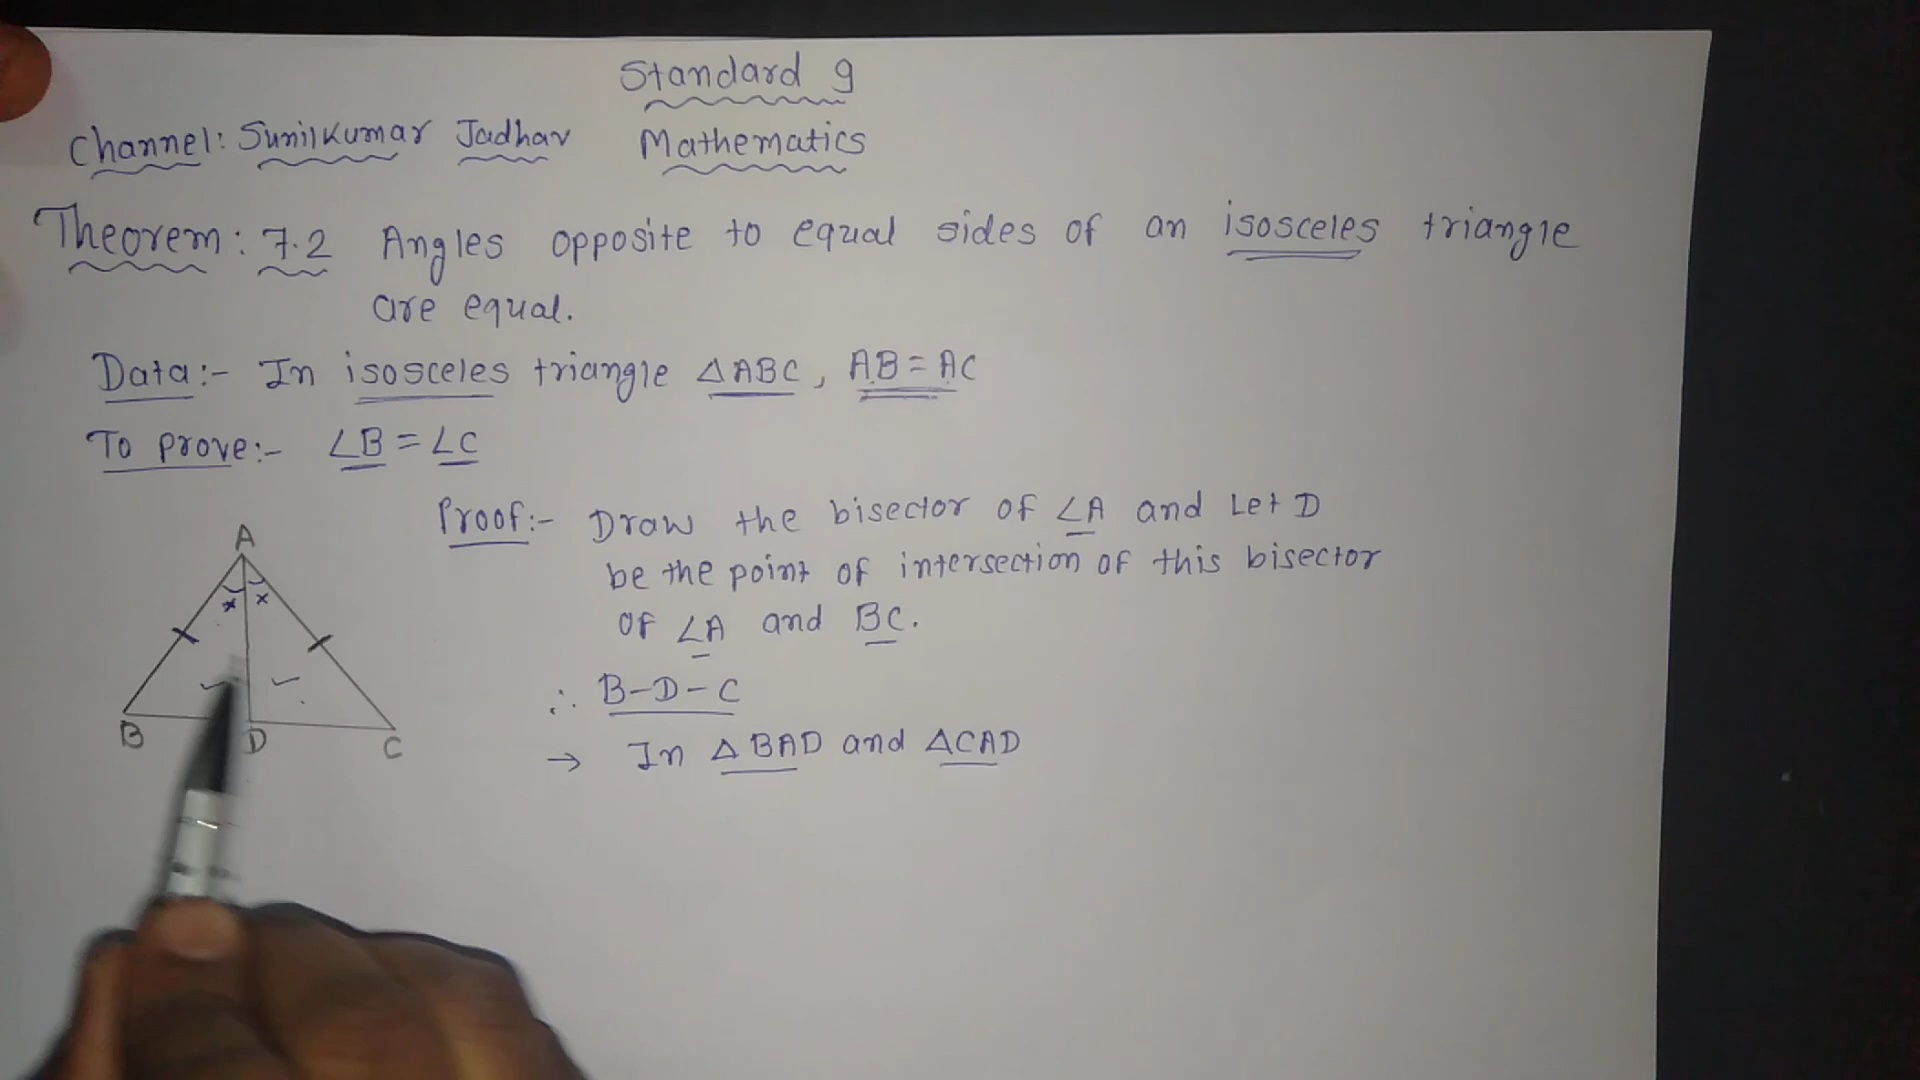 Standard 9
Channel: Sunilkumar Jadhav Mathematics
Theorem: 7.2 Angles opposite to equal sides of an isosceles triangle
are equal.
Data:- In isosceles triangle △ABC, AB = AC
To prove:- ∠B = ∠C
Proof:- Draw the bisector of ∠A and Let D
be the point of intersection of this bisector
of ∠A and BC.
∴ B-D-C
→ In △BAD and △CAD
A
x x
B D C